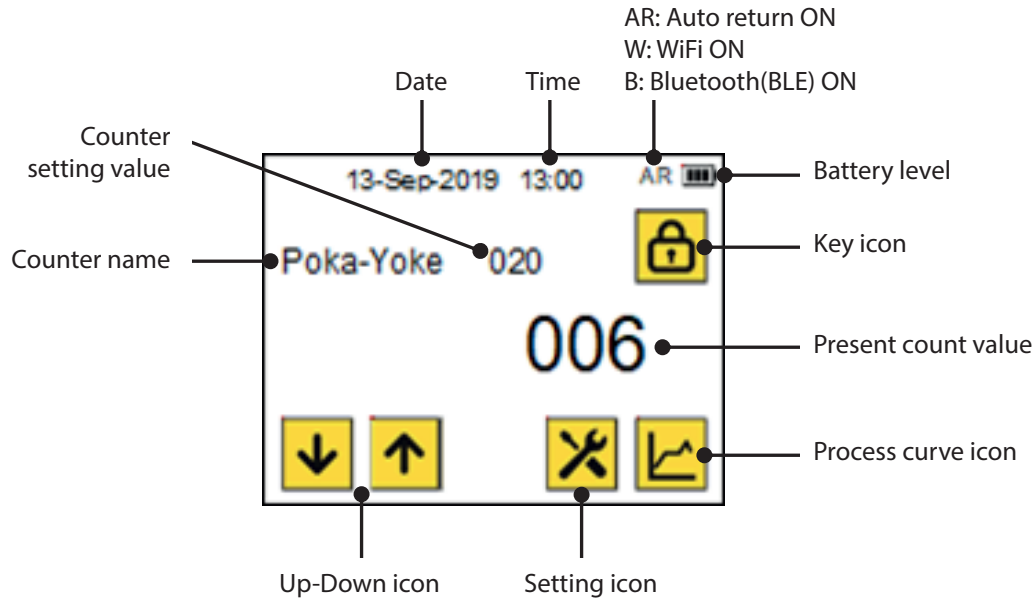 AR: Auto return ON
W: WiFi ON
B: Bluetooth(BLE) ON
Date
Time
Counter
setting value
Battery level
13-Sep-2019 13:00 AR
Key icon
Counter name
Poka-Yoke 020
006
Present count value
Process curve icon
Up-Down icon
Setting icon